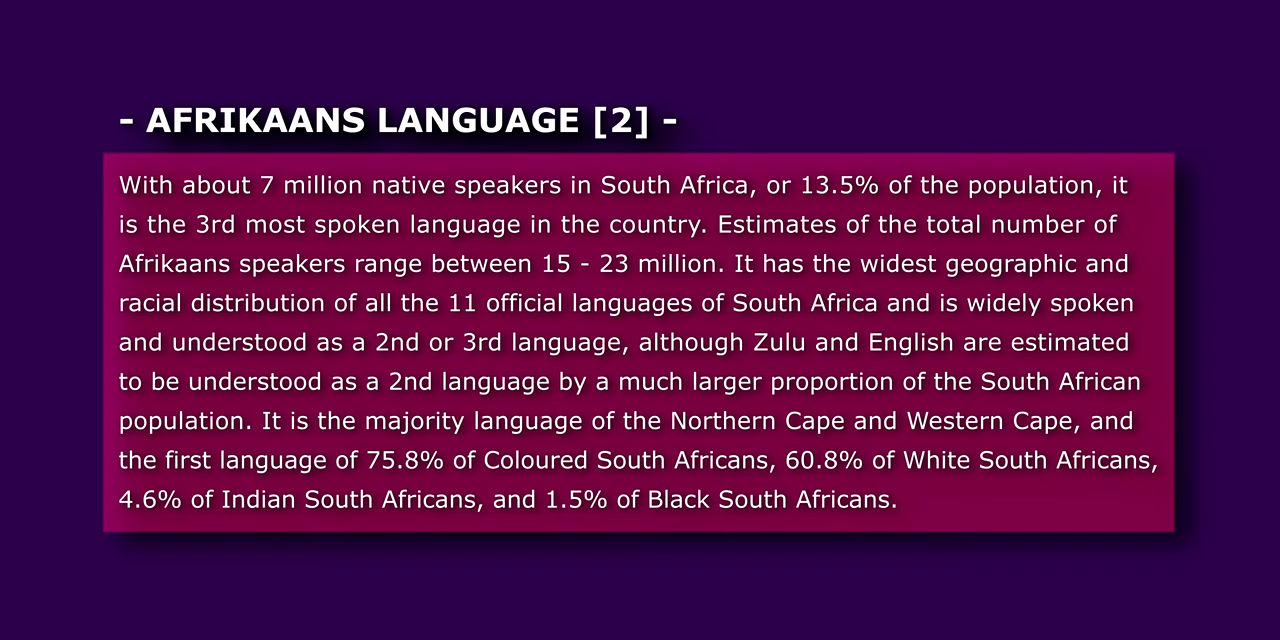 - AFRIKAANS LANGUAGE [2] -
With about 7 million native speakers in South Africa, or 13.5% of the population, it
is the 3rd most spoken language in the country. Estimates of the total number of
Afrikaans speakers range between 15 - 23 million. It has the widest geographic and
racial distribution of all the 11 official languages of South Africa and is widely spoken
and understood as a 2nd or 3rd language, although Zulu and English are estimated
to be understood as a 2nd language by a much larger proportion of the South African
population. It is the majority language of the Northern Cape and Western Cape, and
the first language of 75.8% of Coloured South Africans, 60.8% of White South Africans,
4.6% of Indian South Africans, and 1.5% of Black South Africans.